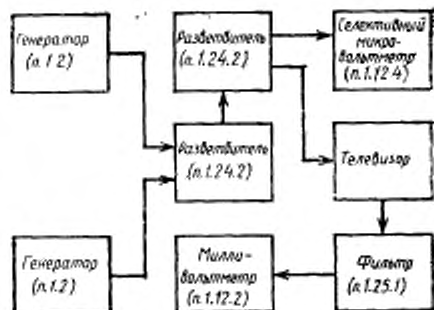 Генератор
(п.1.2)
Разветвитель
(п.1.24.2)
Селективный
микро-
вольтметр
(п.1.12.4)
Разветвитель
(п.1.24.2)
Телевизор
Генератор
(п.1.2)
Милли-
вольтметр
(п.1.12.2)
Фильтр
(п.1.25.1)